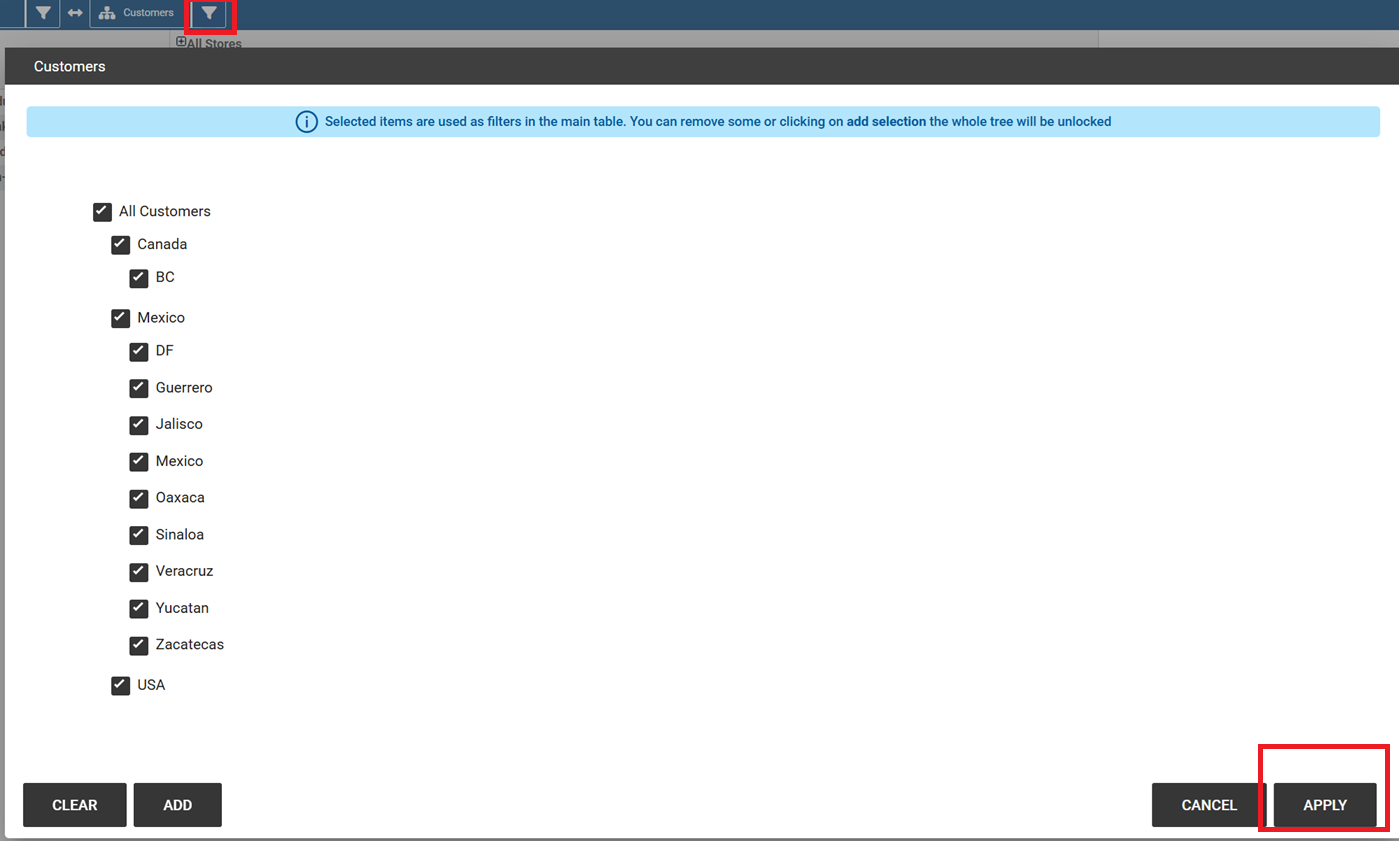 Customers
All Stores
Customers
Selected items are used as filters in the main table. You can remove some or clicking on add selection the whole tree will be unlocked
All Customers
Canada
BC
Mexico
DF
Guerrero
Jalisco
Mexico
Oaxaca
Sinaloa
Veracruz
Yucatan
Zacatecas
USA
CLEAR ADD CANCEL APPLY